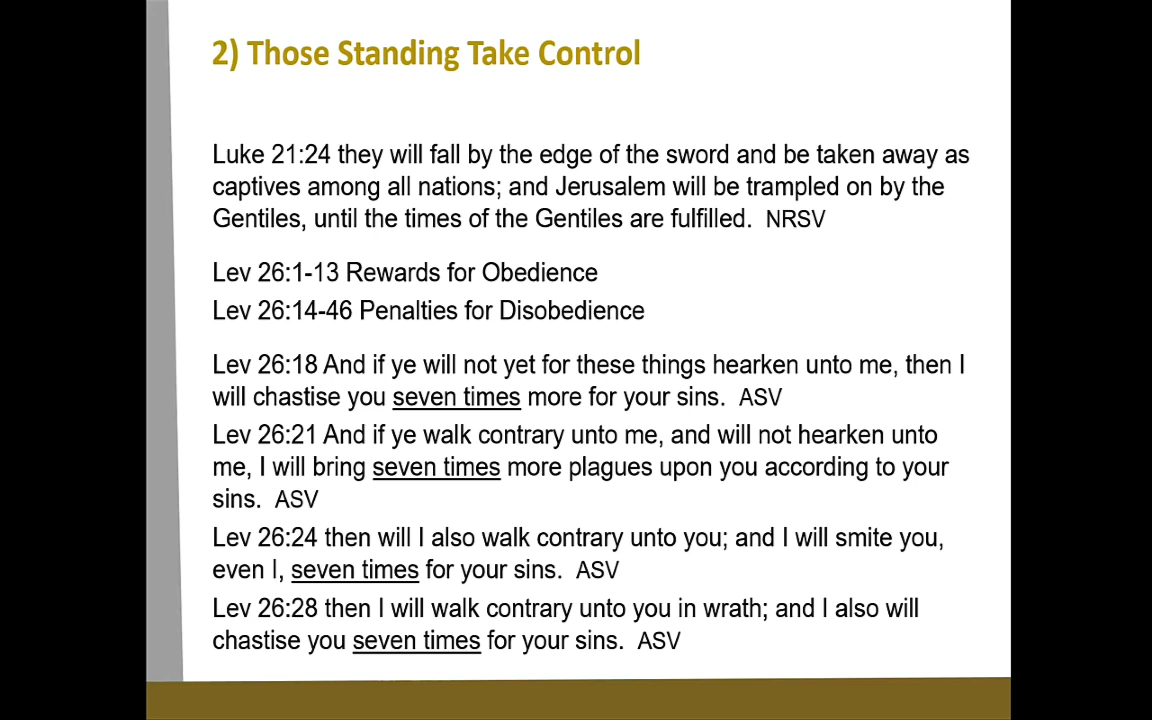 2) Those Standing Take Control
Luke 21:24 they will fall by the edge of the sword and be taken away as
captives among all nations; and Jerusalem will be trampled on by the
Gentiles, until the times of the Gentiles are fulfilled. NRSV
Lev 26:1-13 Rewards for Obedience
Lev 26:14-46 Penalties for Disobedience
Lev 26:18 And if ye will not yet for these things hearken unto me, then I
will chastise you seven times more for your sins. ASV
Lev 26:21 And if ye walk contrary unto me, and will not hearken unto
me, I will bring seven times more plagues upon you according to your
sins. ASV
Lev 26:24 then will I also walk contrary unto you; and I will smite you,
even I, seven times for your sins. ASV
Lev 26:28 then I will walk contrary unto you in wrath; and I also will
chastise you seven times for your sins. ASV